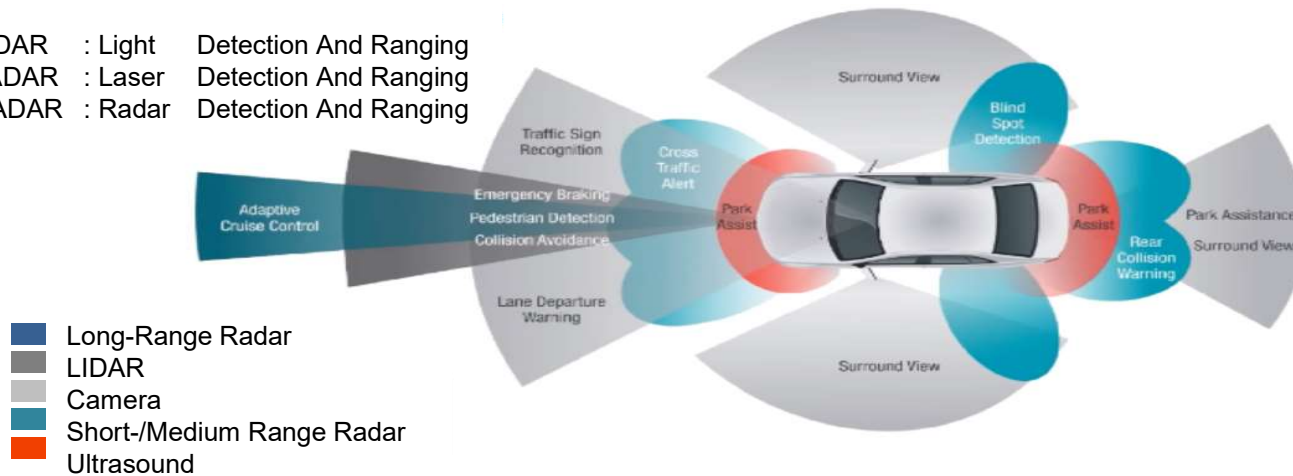 DAR : Light Detection And Ranging
ADAR : Laser Detection And Ranging
ADAR : Radar Detection And Ranging
Surround View
Blind
Spot
Detection
Traffic Sign
Recognition
Cross
Traffic
Alert
Emergency Braking
Adaptive
Cruise Control
Pedestrian Detection
Collision Avoidance
Park
Assist
Park
Assist
Park Assistance
Surround View
Rear
Collision
Warning
Lane Departure
Warning
Surround View
Long-Range Radar
LIDAR
Camera
Short-/Medium Range Radar
Ultrasound